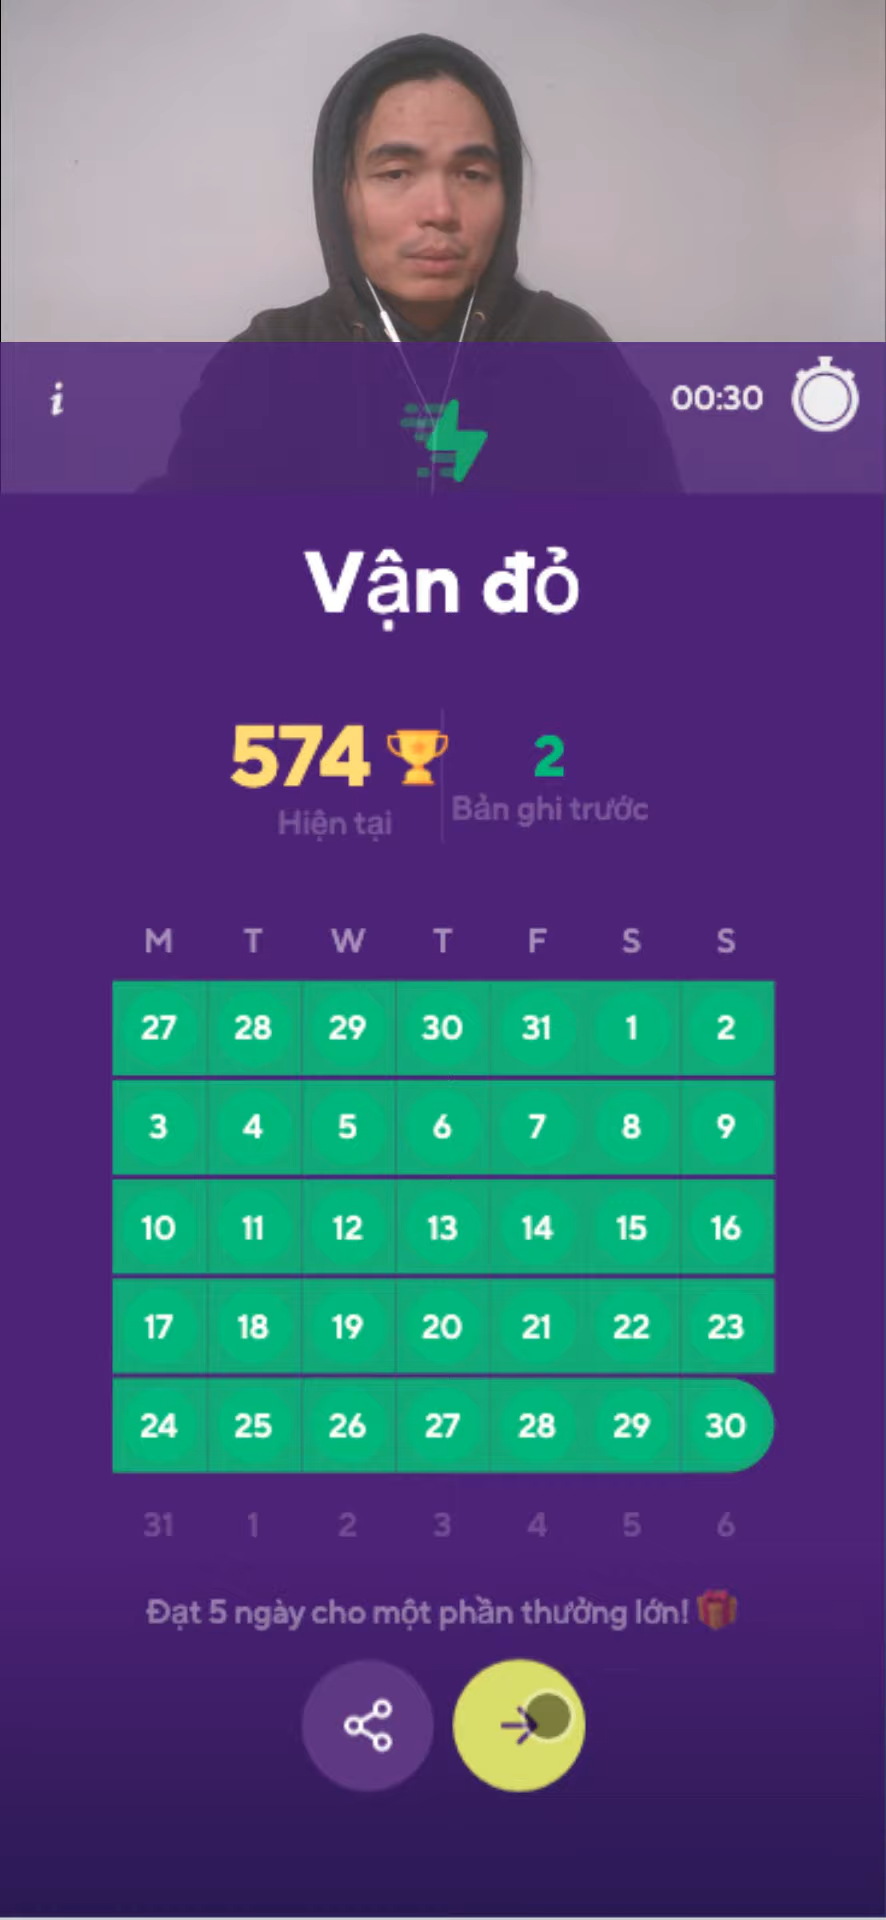 i
00:30
Vận đỏ
574 🏆 2
Hiện tại Bản ghi trước
M T W T F S S
27 28 29 30 31 1 2
3 4 5 6 7 8 9
10 11 12 13 14 15 16
17 18 19 20 21 22 23
24 25 26 27 28 29 30
31 1 2 3 4 5 6
Đạt 5 ngày cho một phần thưởng lớn! 🎁